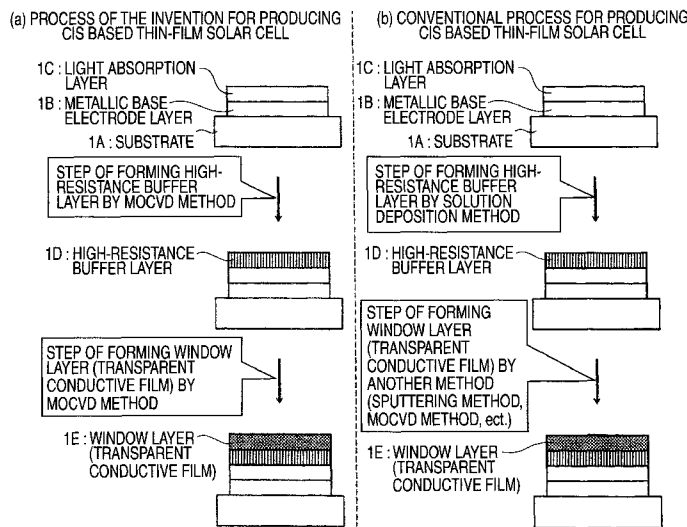 (a) PROCESS OF THE INVENTION FOR PRODUCING
CIS BASED THIN-FILM SOLAR CELL
1C : LIGHT ABSORPTION
LAYER
1B : METALLIC BASE
ELECTRODE LAYER
1A : SUBSTRATE
STEP OF FORMING HIGH-
RESISTANCE BUFFER
LAYER BY MOCVD METHOD
1D : HIGH-RESISTANCE
BUFFER LAYER
STEP OF FORMING WINDOW
LAYER (TRANSPARENT
CONDUCTIVE FILM) BY
MOCVD METHOD
1E : WINDOW LAYER
(TRANSPARENT
CONDUCTIVE FILM)
(b) CONVENTIONAL PROCESS FOR PRODUCING
CIS BASED THIN-FILM SOLAR CELL
1C : LIGHT ABSORPTION
LAYER
1B : METALLIC BASE
ELECTRODE LAYER
1A : SUBSTRATE
STEP OF FORMING HIGH-
RESISTANCE BUFFER
LAYER BY SOLUTION
DEPOSITION METHOD
1D : HIGH-RESISTANCE
BUFFER LAYER
STEP OF FORMING
WINDOW LAYER
(TRANSPARENT
CONDUCTIVE FILM) BY
ANOTHER METHOD
(SPUTTERING METHOD,
MOCVD METHOD, ect.)
1E : WINDOW LAYER
(TRANSPARENT
CONDUCTIVE FILM)